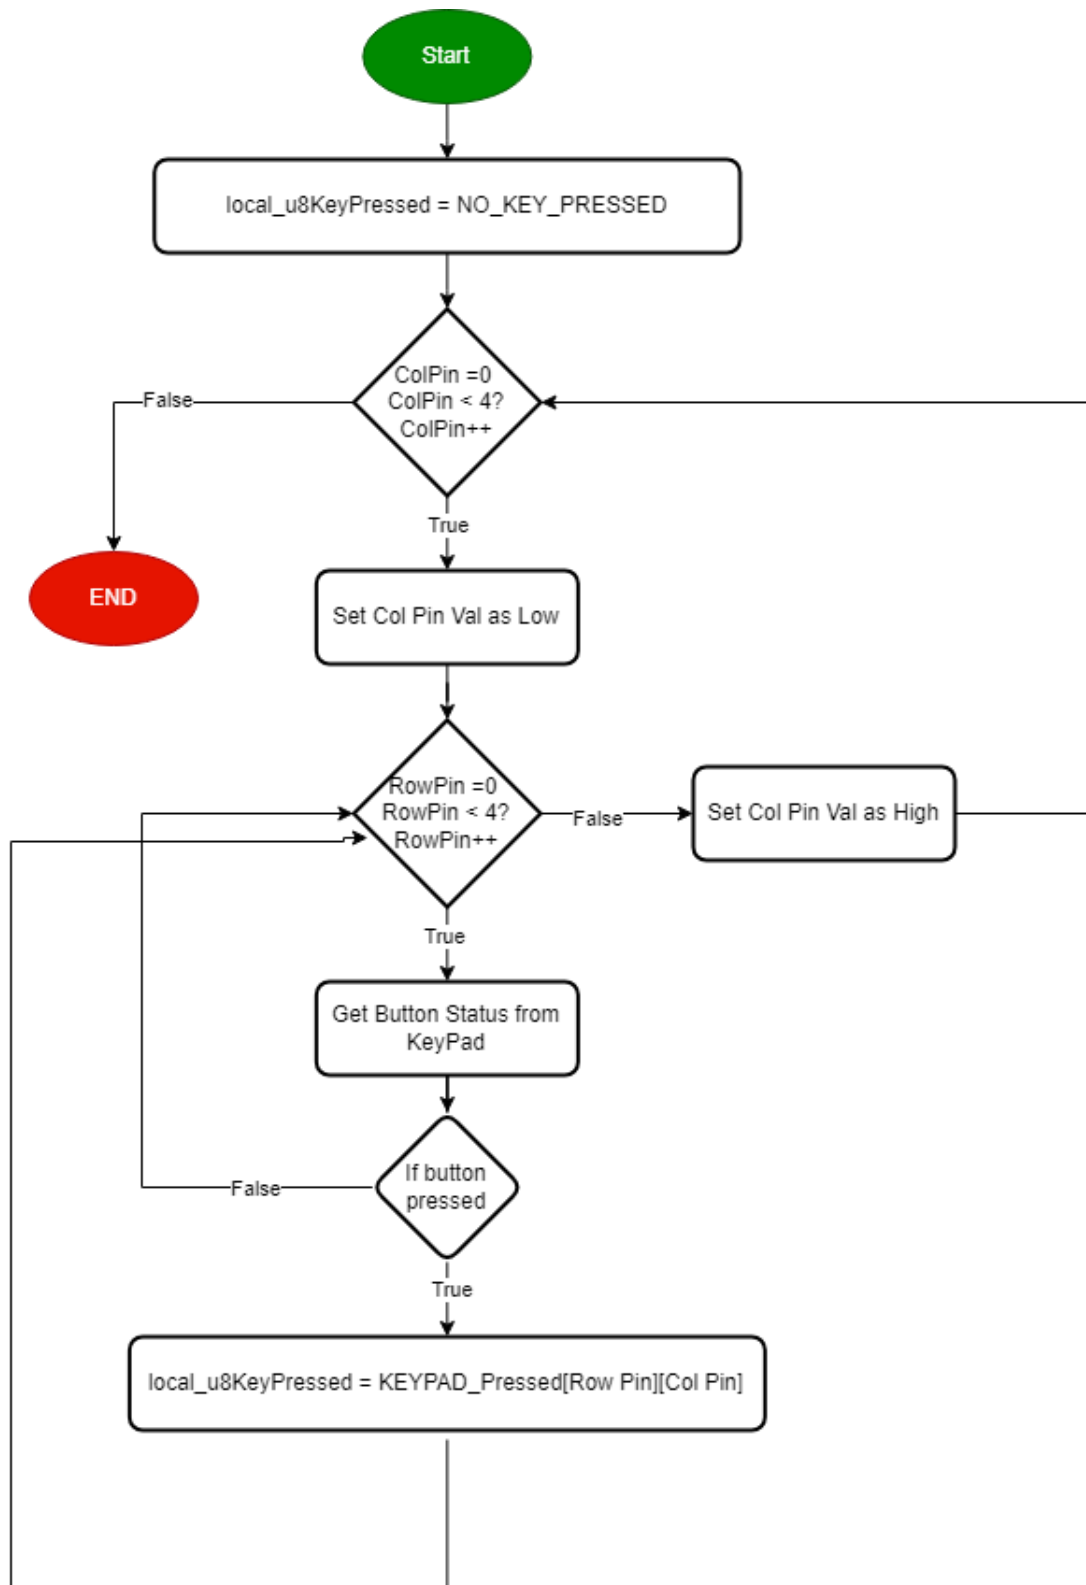 Start
local_u8KeyPressed = NO_KEY_PRESSED
ColPin =0
ColPin < 4?
ColPin++
False
True
END
Set Col Pin Val as Low
RowPin =0
RowPin < 4?
RowPin++
False
Set Col Pin Val as High
True
Get Button Status from
KeyPad
If button
pressed
False
True
local_u8KeyPressed = KEYPAD_Pressed[Row Pin][Col Pin]